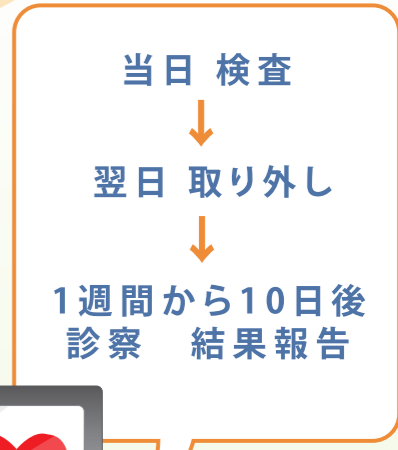 当日 検査
↓
翌日 取り外し
↓
1週間から10日後
診察　結果報告